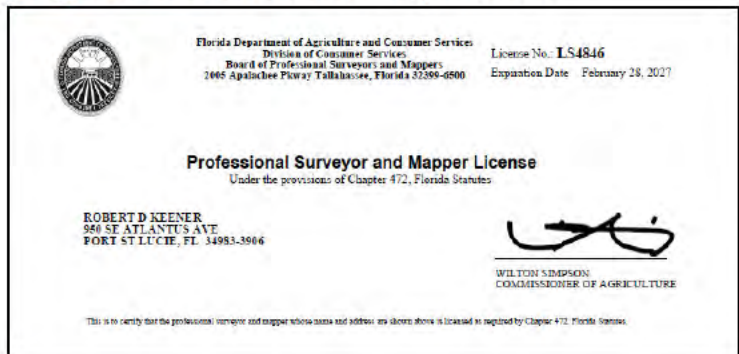 Florida Department of Agriculture and Consumer Services
Division of Consumer Services
Board of Professional Surveyors and Mappers
2005 Apalachee Pkway Tallahassee, Florida 32399-6500
License No.: LS4846
Expiration Date February 28, 2027
Professional Surveyor and Mapper License
Under the provisions of Chapter 472, Florida Statutes
ROBERT D KEENER
950 SE ATLANTUS AVE
PORT ST LUCIE, FL 34983-3906
WILTON SIMPSON
COMMISSIONER OF AGRICULTURE
This is to certify that the professional surveyor and mapper whose name and address are shown above is licensed as required by Chapter 472, Florida Statutes.